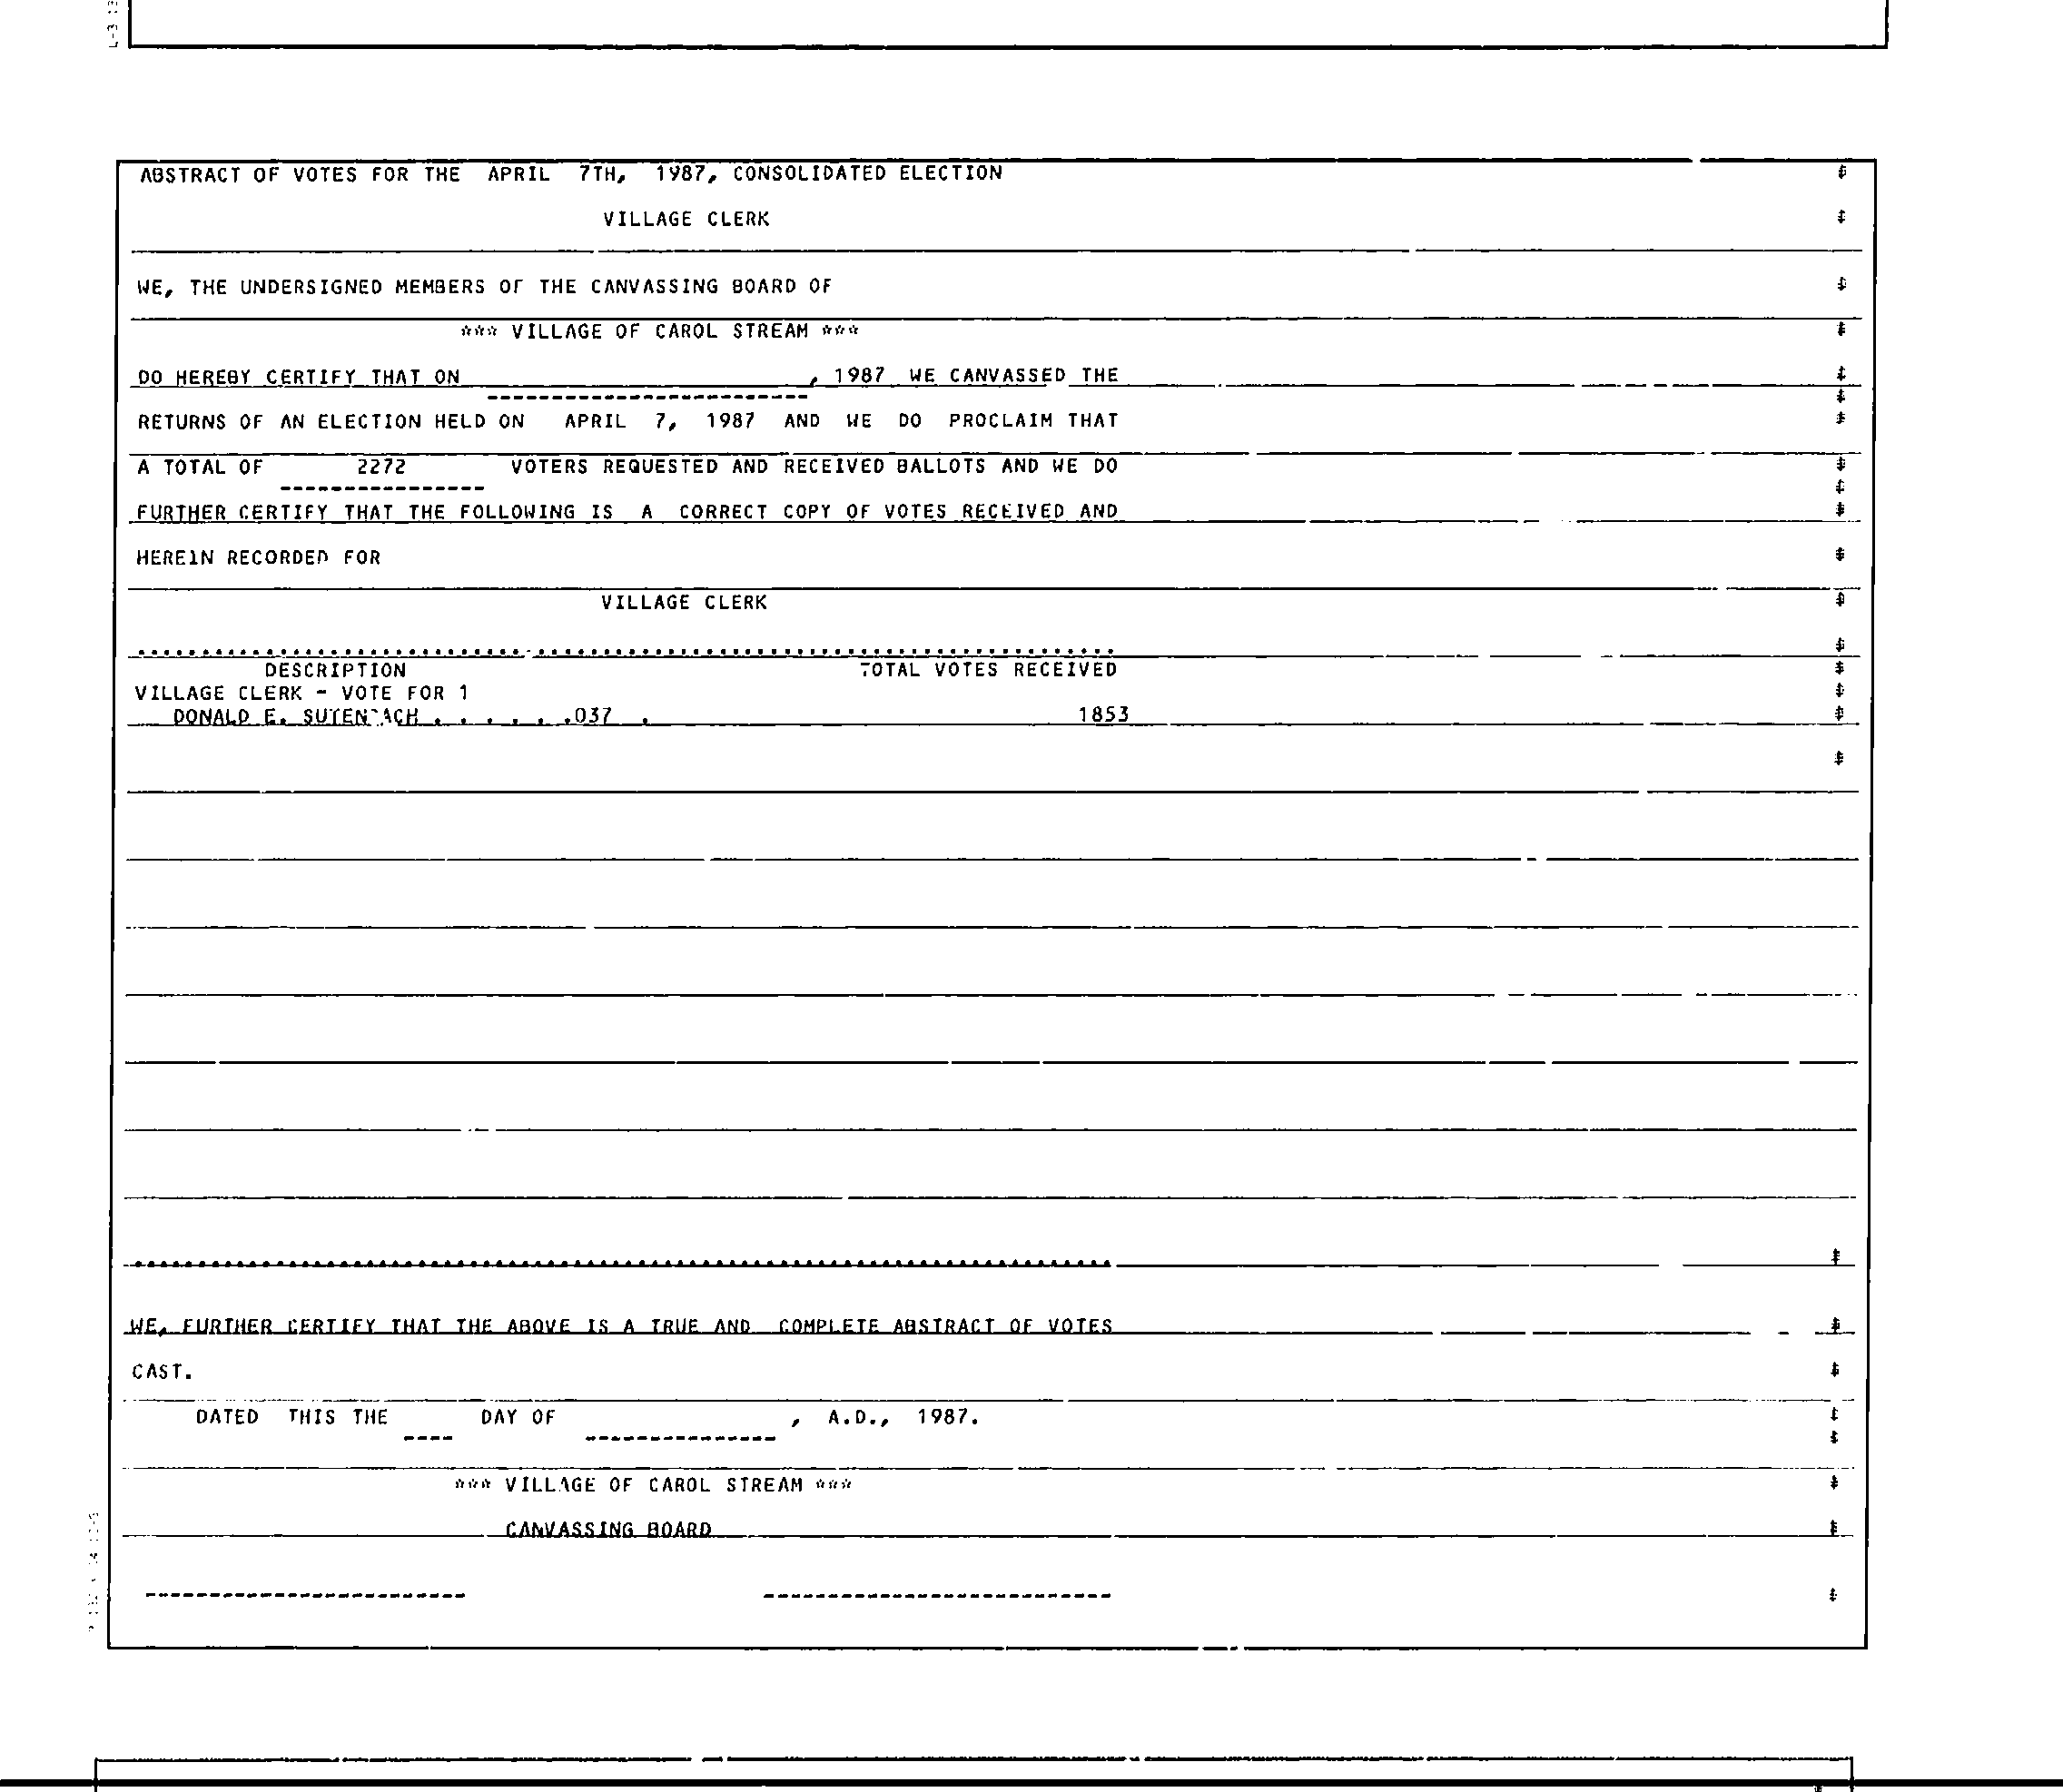 ABSTRACT OF VOTES FOR THE APRIL 7TH, 1987, CONSOLIDATED ELECTION
VILLAGE CLERK
WE, THE UNDERSIGNED MEMBERS OF THE CANVASSING BOARD OF
*** VILLAGE OF CAROL STREAM ***
DO HEREBY CERTIFY THAT ON , 1987 WE CANVASSED THE
RETURNS OF AN ELECTION HELD ON APRIL 7, 1987 AND WE DO PROCLAIM THAT
A TOTAL OF 2272 VOTERS REQUESTED AND RECEIVED BALLOTS AND WE DO
FURTHER CERTIFY THAT THE FOLLOWING IS A CORRECT COPY OF VOTES RECEIVED AND
HEREIN RECORDED FOR
VILLAGE CLERK
DESCRIPTION TOTAL VOTES RECEIVED
VILLAGE CLERK - VOTE FOR 1
DONALD E. . . . . . .037 . 1853
WE, FURTHER CERTIFY THAT THE ABOVE IS A TRUE AND COMPLETE ABSTRACT OF VOTES
CAST.
DATED THIS THE DAY OF , A.D., 1987.
*** VILLAGE OF CAROL STREAM ***
CANVASSING BOARD